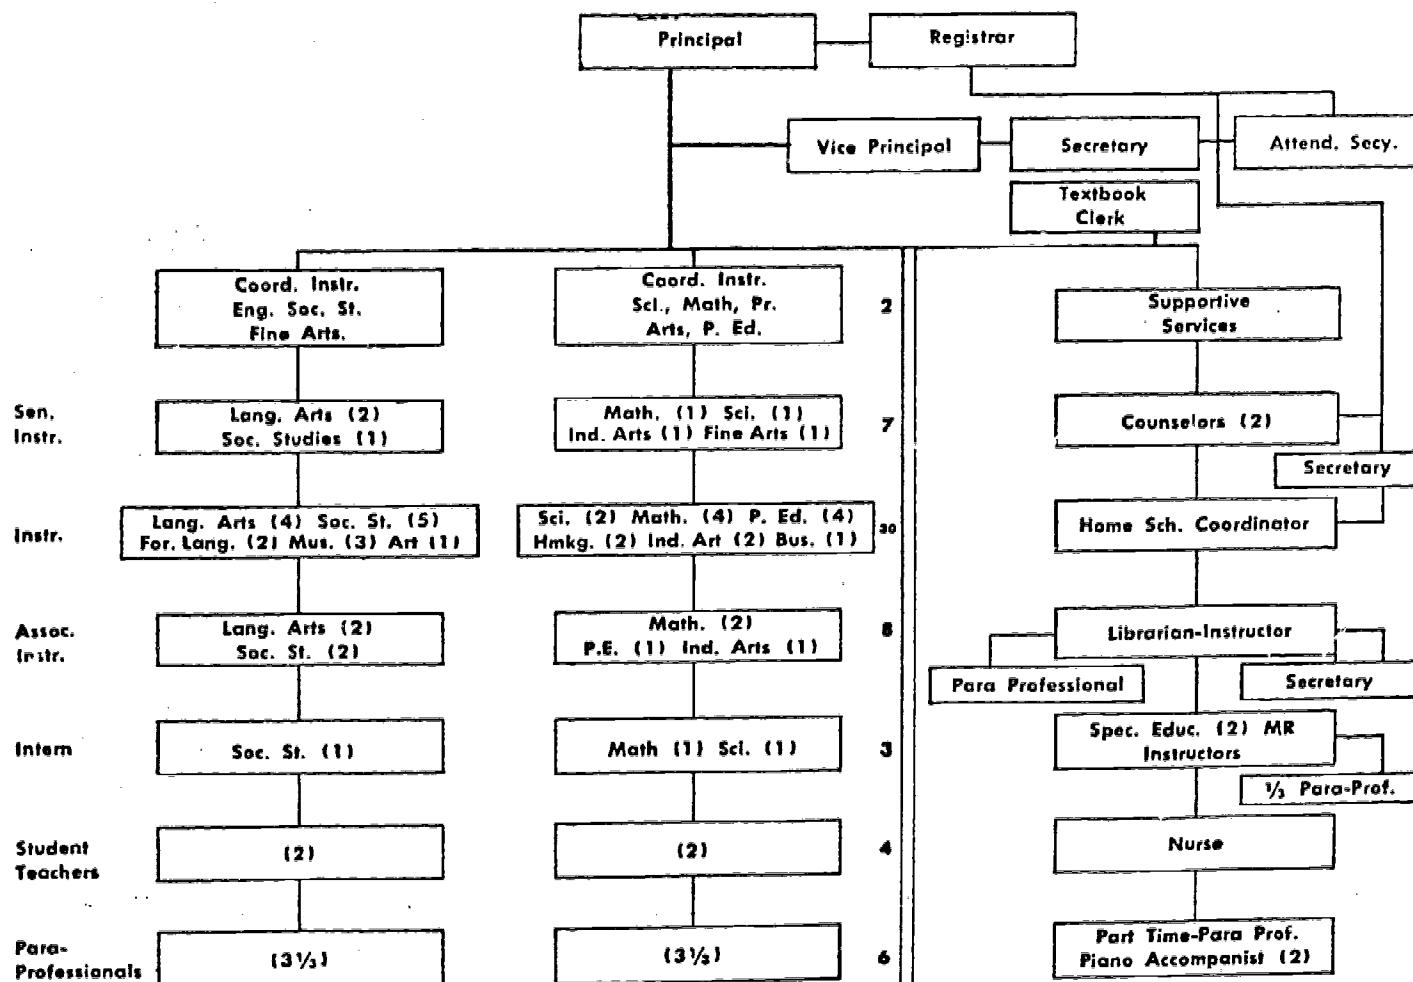 Principal
Registrar
Vice Principal
Secretary
Attend. Secy.
Textbook
Clerk
Coord. Instr.
Eng. Soc. St.
Fine Arts.
Coord. Instr.
Sci., Math, Pr.
Arts, P. Ed.
2
Supportive
Services
Sen.
Instr.
Lang. Arts (2)
Soc. Studies (1)
Math. (1) Sci. (1)
Ind. Arts (1) Fine Arts (1)
7
Counselors (2)
Secretary
Instr.
Lang. Arts (4) Soc. St. (5)
For. Lang. (2) Mus. (3) Art (1)
Sci. (2) Math. (4) P. Ed. (4)
Hmkg. (2) Ind. Art (2) Bus. (1)
30
Home Sch. Coordinator
Assoc.
Instr.
Lang. Arts (2)
Soc. St. (2)
Math. (2)
P.E. (1) Ind. Arts (1)
8
Librarian-Instructor
Para Professional
Secretary
Intern
Soc. St. (1)
Math (1) Sci. (1)
3
Spec. Educ. (2) MR
Instructors
⅓ Para-Prof.
Student
Teachers
(2)
(2)
4
Nurse
Para-
Professionals
(3⅓)
(3⅓)
6
Part Time-Para Prof.
Piano Accompanist (2)